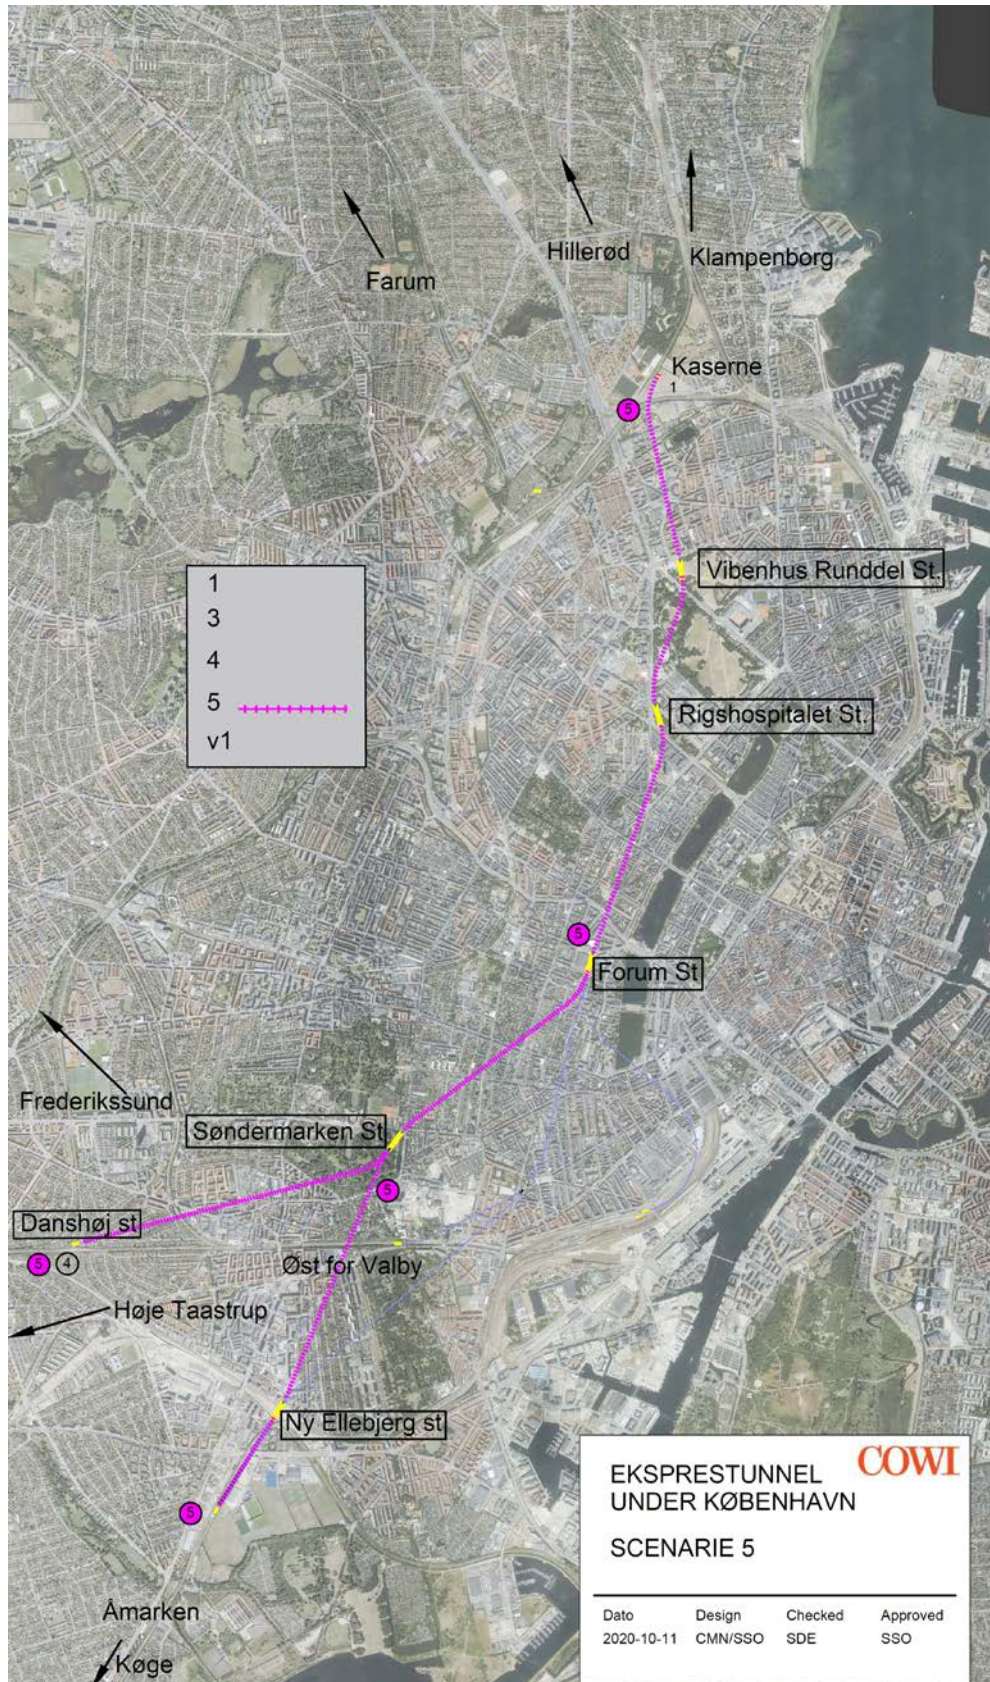 Hillerød
Klampenborg
Farum
Kaserne
1
5
Vibenhus Runddel St.
1
3
4
5
v1
Rigshospitalet St.
5
Forum St
Frederikssund
Søndermarken St
5
Danshøj st
5 4
Øst for Valby
Høje Taastrup
Ny Ellebjerg st
5
Åmarken
Køge
COWI
EKSPRESTUNNEL
UNDER KØBENHAVN
SCENARIE 5
Dato Design Checked Approved
2020-10-11 CMN/SSO SDE SSO